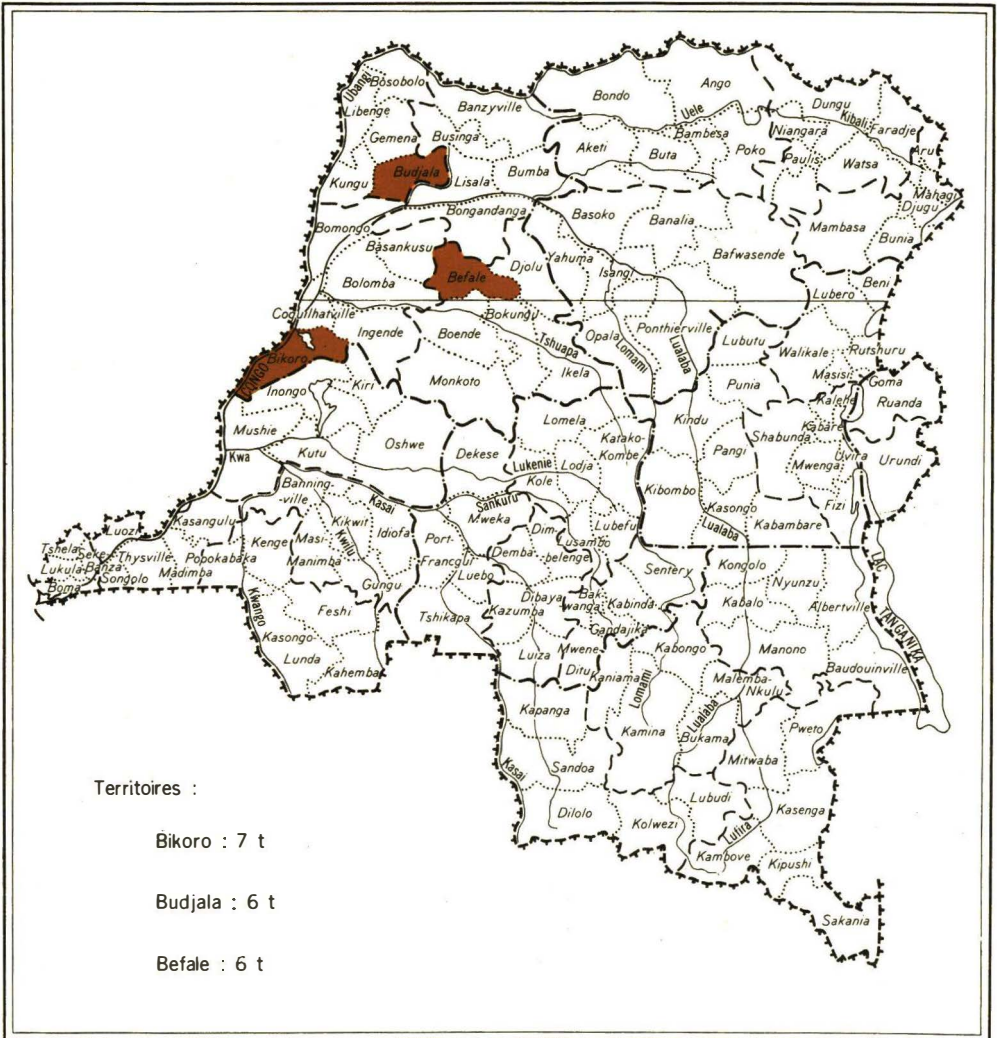 Bosobolo
Ubangi
Libenge
Banzyville
Gemena
Businga
Budjala
Kungu
Lisala
Bumba
Bondo
Ango
Uele
Bambesa
Aketi
Buta
Poko
Dungu
Kibali
Faradje
Niangara
Aru
Paulis
Watsa
Mahagi
Djugu
Mambasa
Bunia
Bongandanga
Bomongo
Basankusu
Basoko
Banalia
Befale
Djolu
Yahuma
Isangi
Bafwasende
Bolomba
Beni
Lubero
Coquilhatville
Ingende
Bokungu
Boende
Tshuapa
Opala
Lomami
Ponthierville
Lualaba
Lubutu
Bikoro
CONGO
Walikale
Rutshuru
Ikela
Masisi
Goma
Inongo
Kiri
Monkoto
Punia
Kalehe
Ruanda
Lomela
Kindu
Shabunda
Kabare
Mushie
Oshwe
Dekese
Katako-
Kombe
Pangi
Uvira
Urundi
Mwenga
Kwa
Kutu
Lukenie
Lodja
Kole
Kibombo
Kasongo
Fizi
Banning-
ville
Kasai
Sankuru
Mweka
Lubefu
Lualaba
Kabambare
Kasangulu
Luozi
Kikwit
Idiofa
Port-
Francqui
Dim-
belenge
Lusambo
Tshela
Seke-
Banza
Thysville
Popokabaka
Kenge
Masi-
Manimba
Kwilu
Demba
Sentery
Kongolo
Lukula
Songolo
Madimba
Luebo
Nyunzu
Boma
Gungu
Kazumba
Dibaya
Bak-
wanga
Kabinda
Kabalo
Albertville
LAC
TANGANIKA
Kwango
Feshi
Tshikapa
Gandajika
Kasongo
Lunda
Luiza
Mwene
Ditu
Kabongo
Manono
Kahemba
Kaniama
Malemba-
Nkulu
Baudouinville
Kapanga
Lomami
Lualaba
Kamina
Bukama
Pweto
Mitwaba
Kasai
Sandoa
Lubudi
Kasenga
Dilolo
Kolwezi
Lufira
Kambove
Kipushi
Sakania
Territoires :
Bikoro : 7 t
Budjala : 6 t
Befale : 6 t